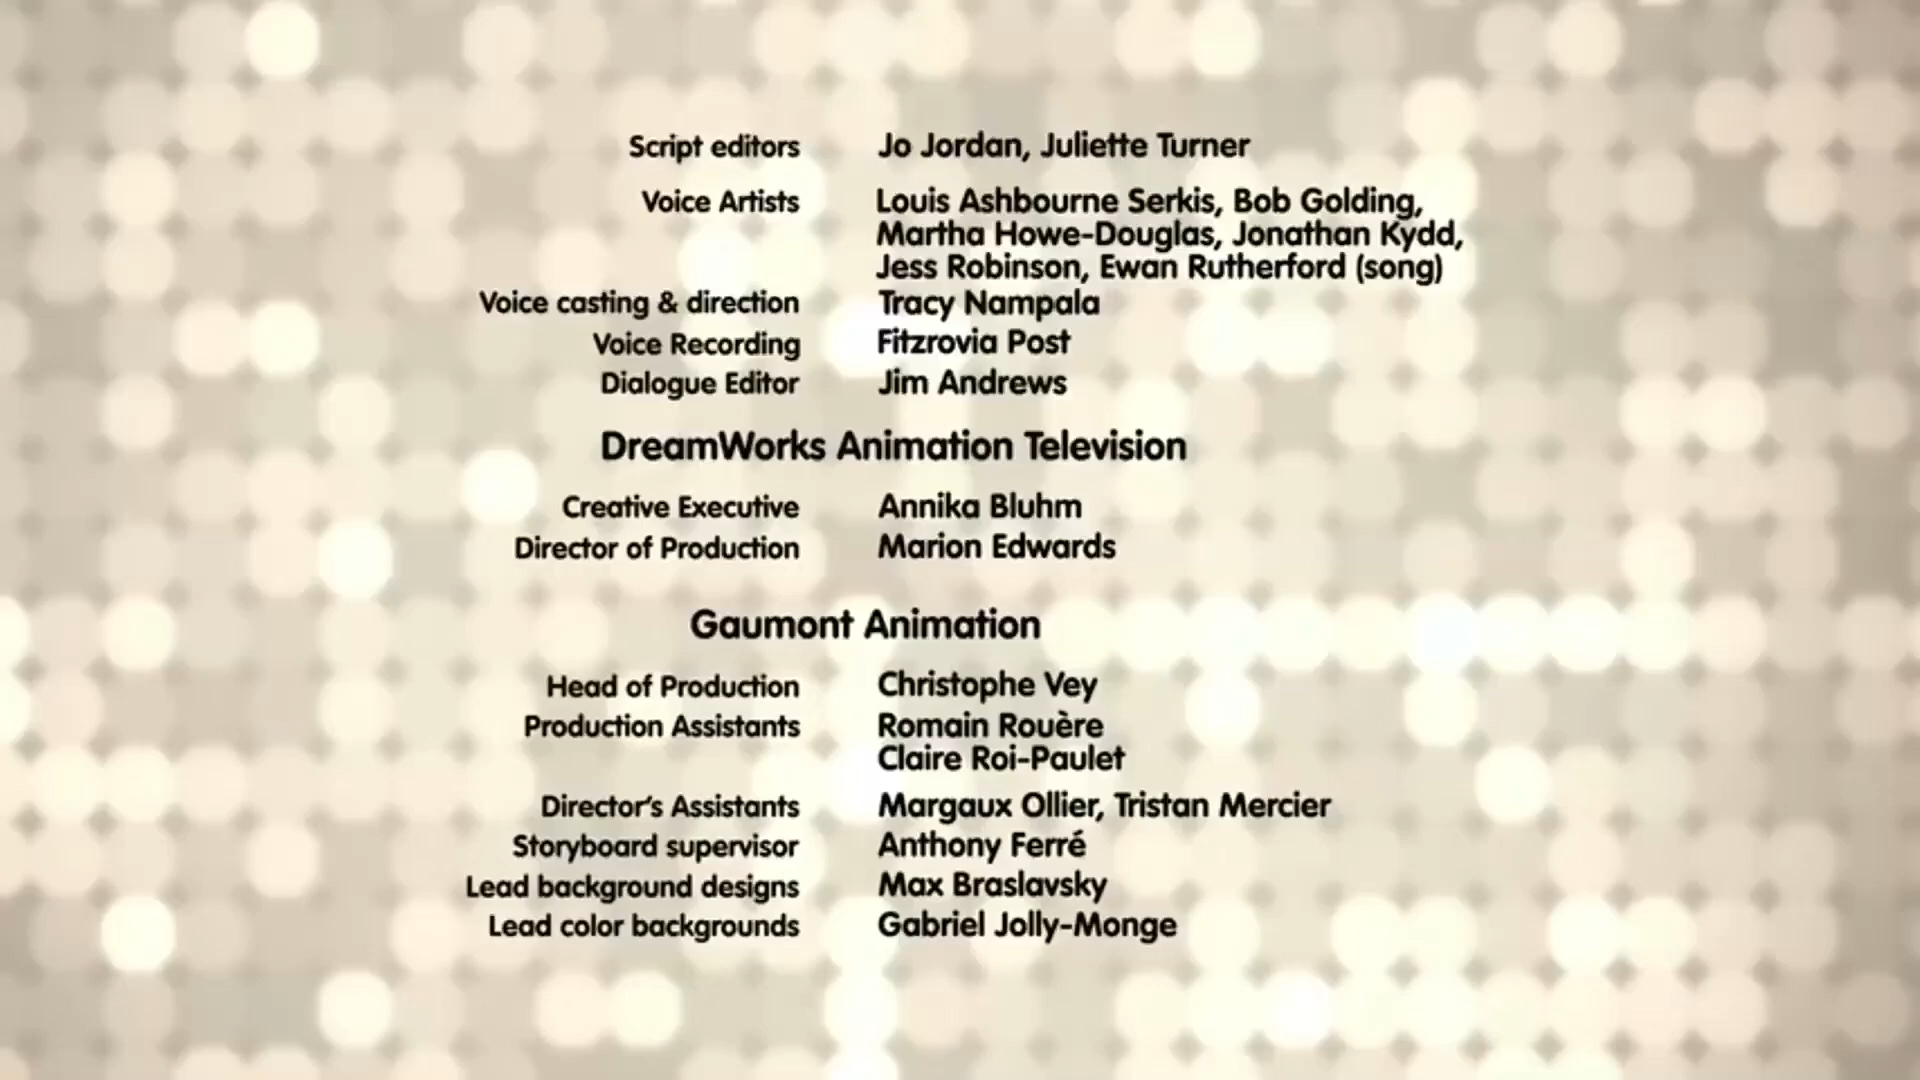 Script editors Jo Jordan, Juliette Turner
Voice Artists Louis Ashbourne Serkis, Bob Golding,
Martha Howe-Douglas, Jonathan Kydd,
Jess Robinson, Ewan Rutherford (song)
Voice casting & direction Tracy Nampala
Voice Recording Fitzrovia Post
Dialogue Editor Jim Andrews
DreamWorks Animation Television
Creative Executive Annika Bluhm
Director of Production Marion Edwards
Gaumont Animation
Head of Production Christophe Vey
Production Assistants Romain Rouère
Claire Roi-Paulet
Director's Assistants Margaux Ollier, Tristan Mercier
Storyboard supervisor Anthony Ferré
Lead background designs Max Braslavsky
Lead color backgrounds Gabriel Jolly-Monge